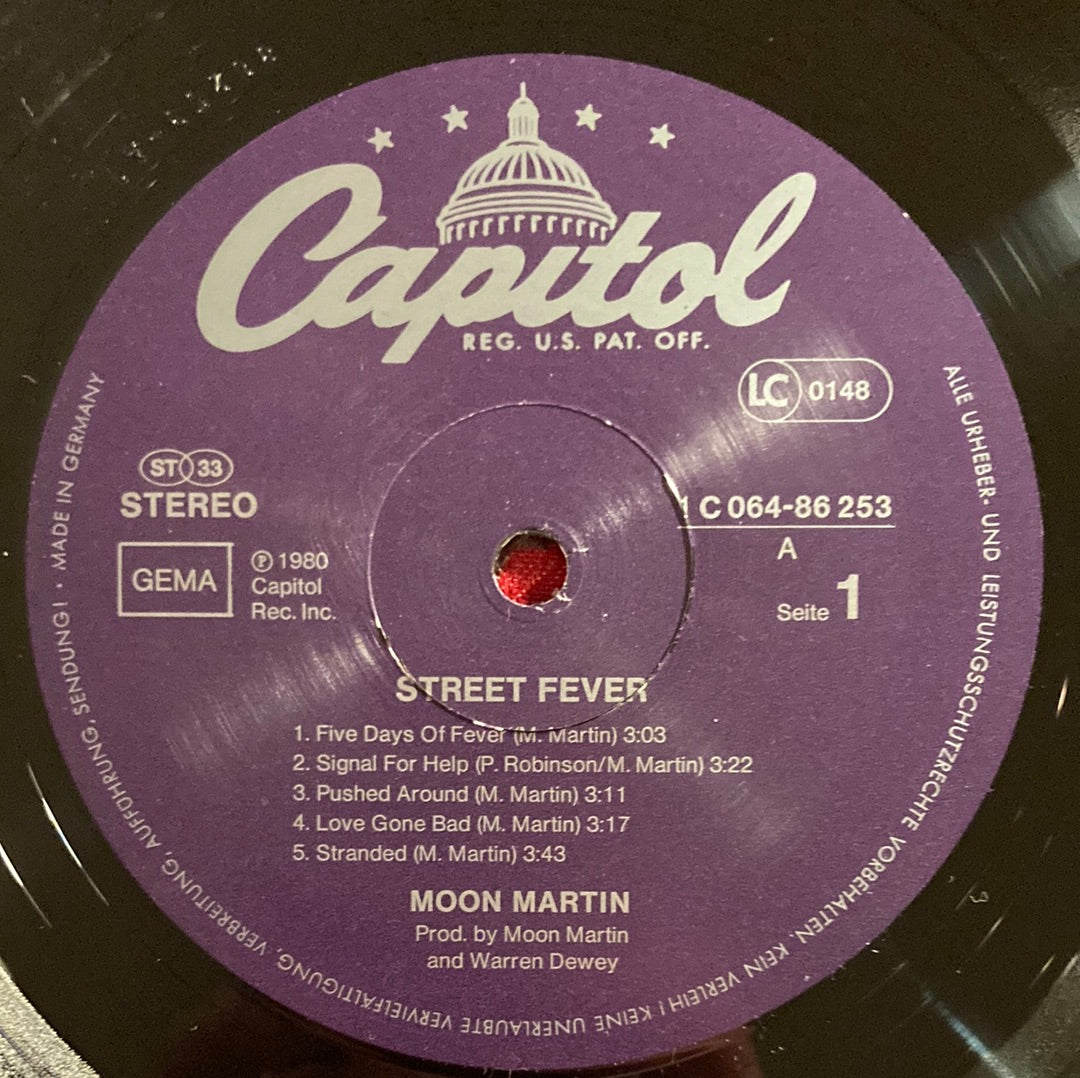 Capitol
REG. U.S. PAT. OFF.
LC 0148
ST 33
STEREO
GEMA
℗ 1980
Capitol
Rec. Inc.
1 C 064-86 253
A
Seite 1
STREET FEVER
1. Five Days Of Fever (M. Martin) 3:03
2. Signal For Help (P. Robinson/M. Martin) 3:22
3. Pushed Around (M. Martin) 3:11
4. Love Gone Bad (M. Martin) 3:17
5. Stranded (M. Martin) 3:43
MOON MARTIN
Prod. by Moon Martin
and Warren Dewey
ALLE URHEBER- UND LEISTUNGSSCHUTZRECHTE VORBEHALTEN. KEIN VERLEIH! KEINE UNERLAUBTE VERVIELFÄLTIGUNG, VERBREITUNG, AUFFÜHRUNG, SENDUNG! · MADE IN GERMANY